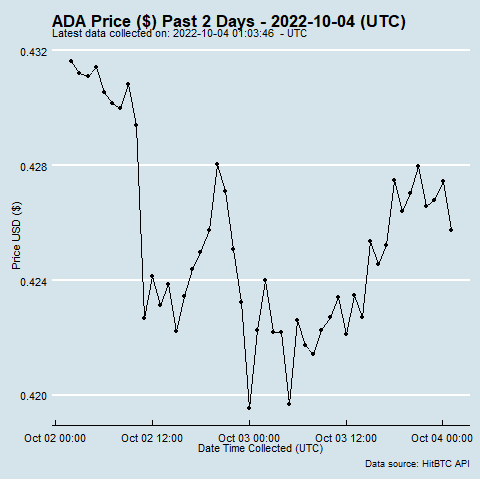 ADA Price ($) Past 2 Days - 2022-10-04 (UTC)
Latest data collected on: 2022-10-04 01:03:46  - UTC
0.432
0.428
0.424
0.420
Price USD ($)
Oct 02 00:00 Oct 02 12:00 Oct 03 00:00 Oct 03 12:00 Oct 04 00:00
Date Time Collected (UTC)
Data source: HitBTC API